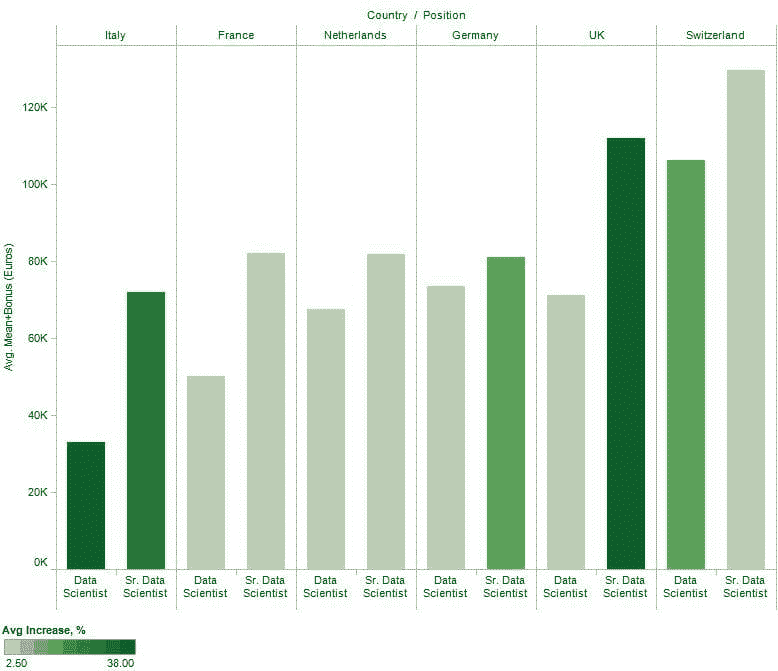 Country / Position
Italy France Netherlands Germany UK Switzerland
Avg. Mean+Bonus (Euros)
120K
100K
80K
60K
40K
20K
0K
Data Sr. Data Data Sr. Data Data Sr. Data Data Sr. Data Data Sr. Data Data Sr. Data
Scientist Scientist Scientist Scientist Scientist Scientist Scientist Scientist Scientist Scientist Scientist Scientist
Avg Increase, %
2.50 38.00